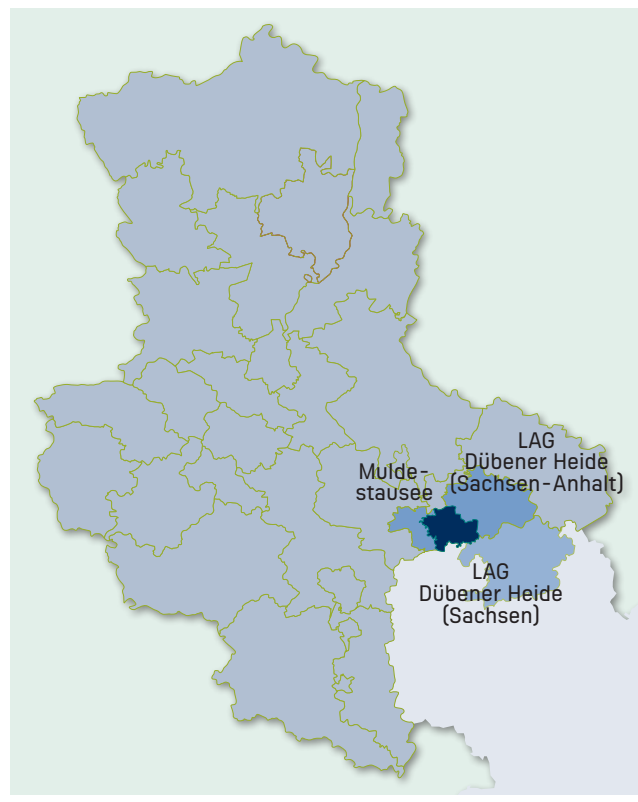 LAG
Dübener Heide
(Sachsen-Anhalt)
Mulde-
stausee
LAG
Dübener Heide
(Sachsen)